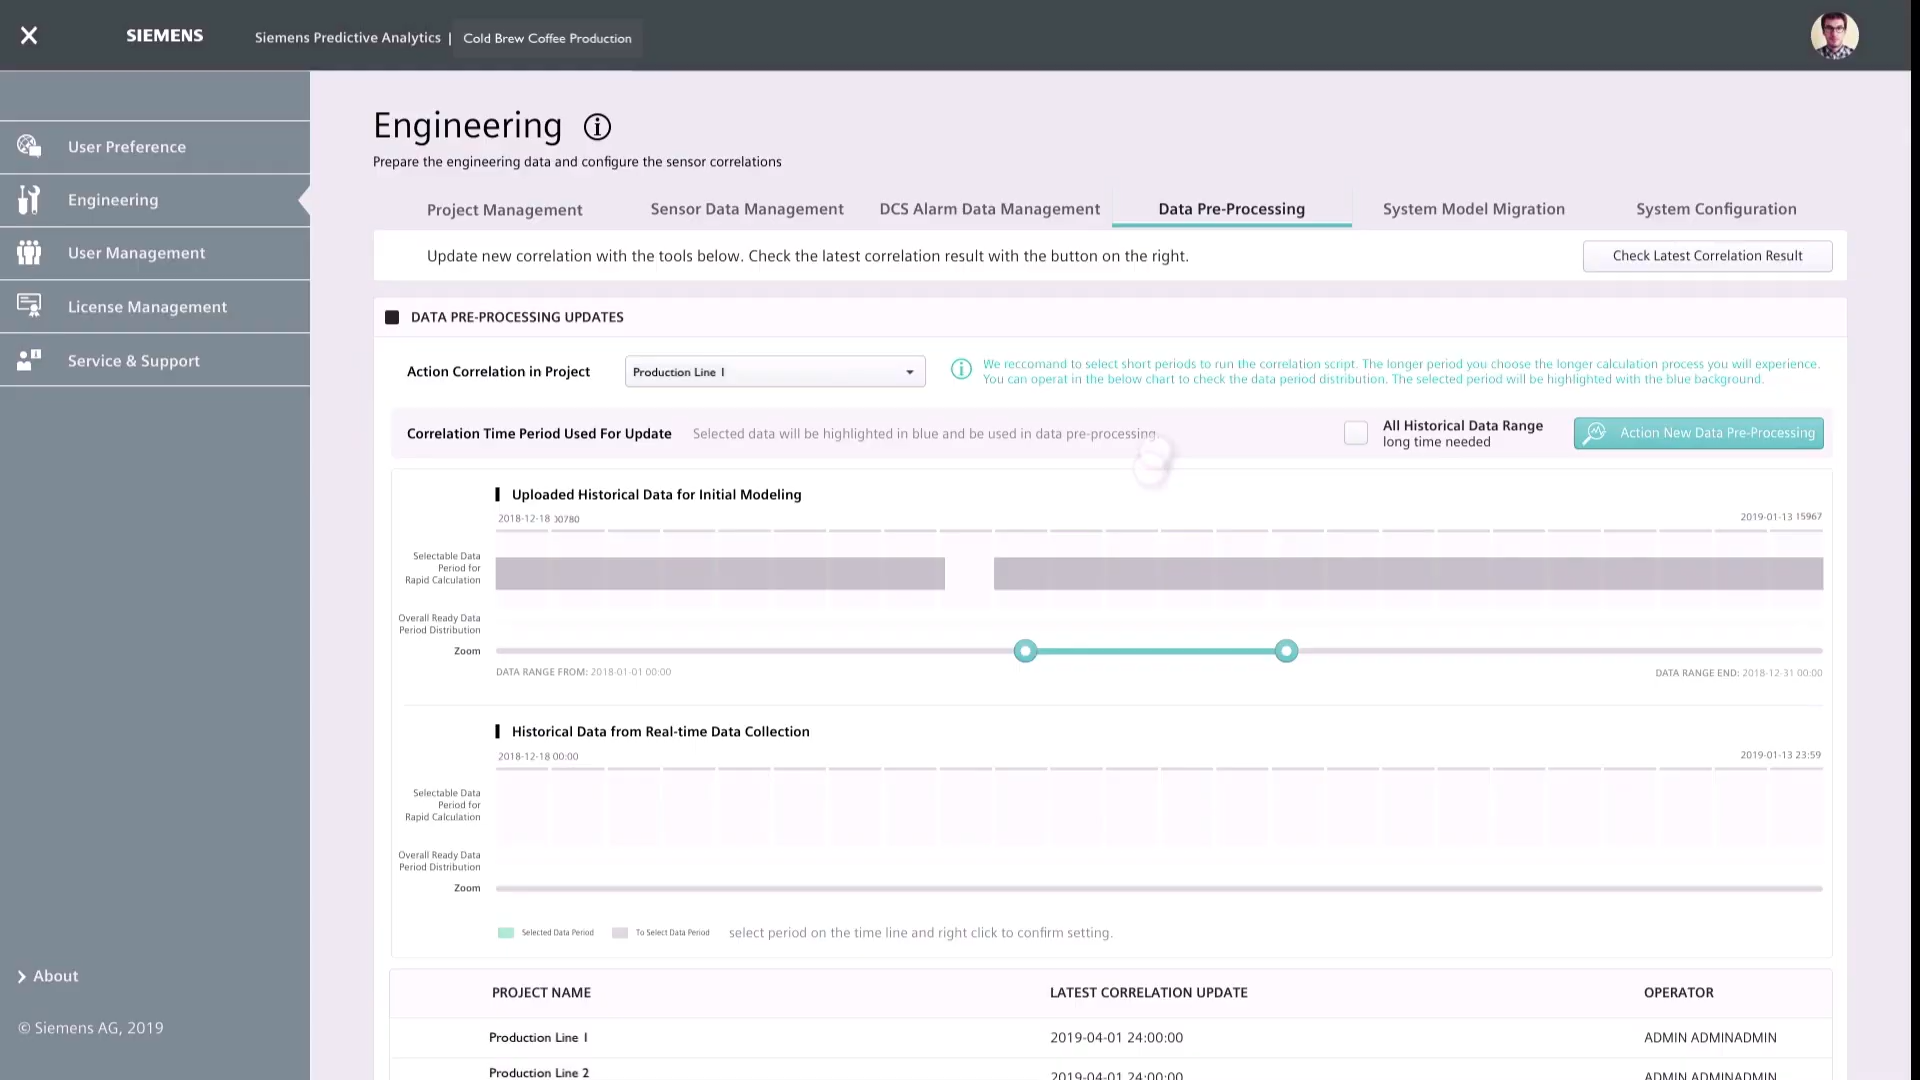 SIEMENS
Siemens Predictive Analytics | Cold Brew Coffee Production
User Preference
Engineering
User Management
License Management
Service & Support
About
© Siemens AG, 2019
Engineering
Prepare the engineering data and configure the sensor correlations
Project Management Sensor Data Management DCS Alarm Data Management Data Pre-Processing System Model Migration System Configuration
Update new correlation with the tools below. Check the latest correlation result with the button on the right. Check Latest Correlation Result
DATA PRE-PROCESSING UPDATES
Action Correlation in Project Production Line 1
We reccomand to select short periods to run the correlation script. The longer period you choose the longer calculation process you will experience.
You can operat in the below chart to check the data period distribution. The selected period will be highlighted with the blue background.
Correlation Time Period Used For Update Selected data will be highlighted in blue and be used in data pre-processing.
All Historical Data Range
long time needed
Action New Data Pre-Processing
Uploaded Historical Data for Initial Modeling
2018-12-18 2019-01-13 15967
Selectable Data
Period for
Rapid Calculation
Overall Ready Data
Period Distribution
Zoom
DATA RANGE FROM: 2018-01-01 00:00 DATA RANGE END: 2018-12-31 00:00
Historical Data from Real-time Data Collection
2018-12-18 00:00 2019-01-13 23:59
Selectable Data
Period for
Rapid Calculation
Overall Ready Data
Period Distribution
Zoom
Selected Data Period To Select Data Period select period on the time line and right click to confirm setting.
PROJECT NAME LATEST CORRELATION UPDATE OPERATOR
Production Line 1 2019-04-01 24:00:00 ADMIN ADMINADMIN
Production Line 2 2019-04-01 24:00:00 ADMIN ADMINADMIN